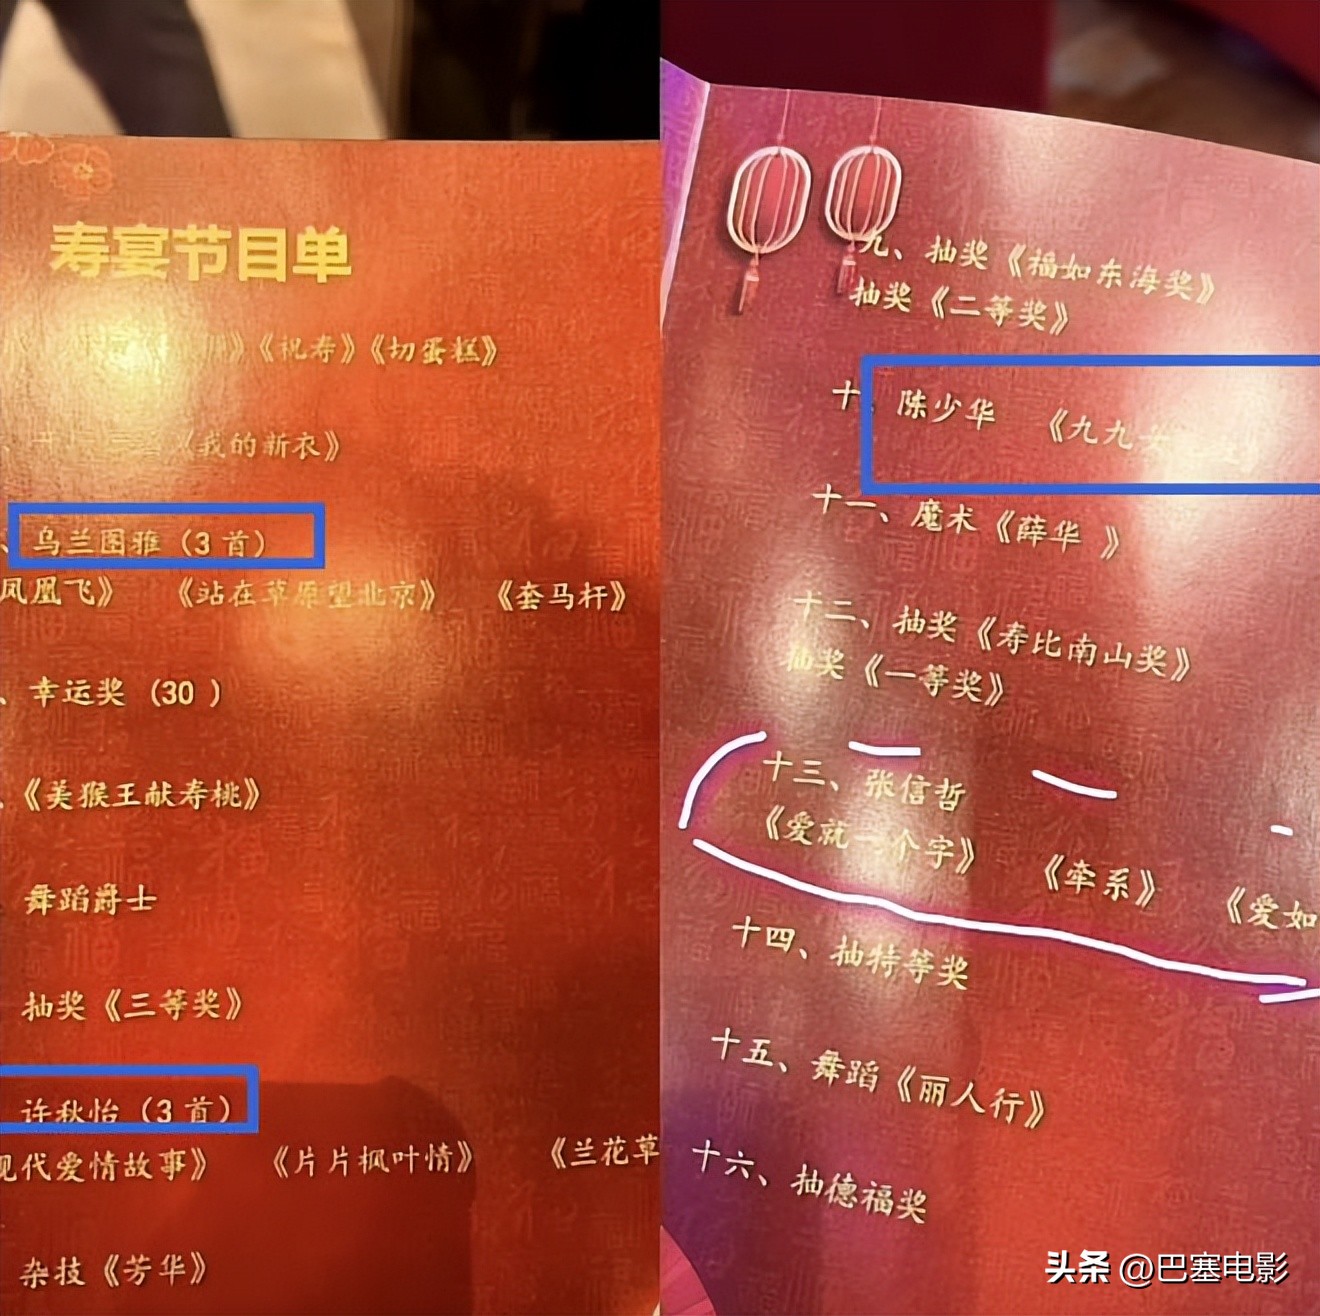 寿宴节目单
《祝寿》《切蛋糕》
《我的新衣》
、乌兰图雅（3 首）
凤凰飞》 《站在草原望北京》 《套马杆》
、幸运奖（30 ）
、《美猴王献寿桃》
舞蹈爵士
抽奖《三等奖》
许秋怡（3 首）
现代爱情故事》 《片片枫叶情》 《兰花草
杂技《芳华》
九、抽奖《福如东海奖》
抽奖《二等奖》
十、陈少华 《九九女
十一、魔术《薛华 》
十二、抽奖《寿比南山奖》
抽奖《一等奖》
十三、张信哲
《爱就一个字》 《牵系》 《爱如
十四、抽特等奖
十五、舞蹈《丽人行》
十六、抽德福奖
头条 @巴塞电影